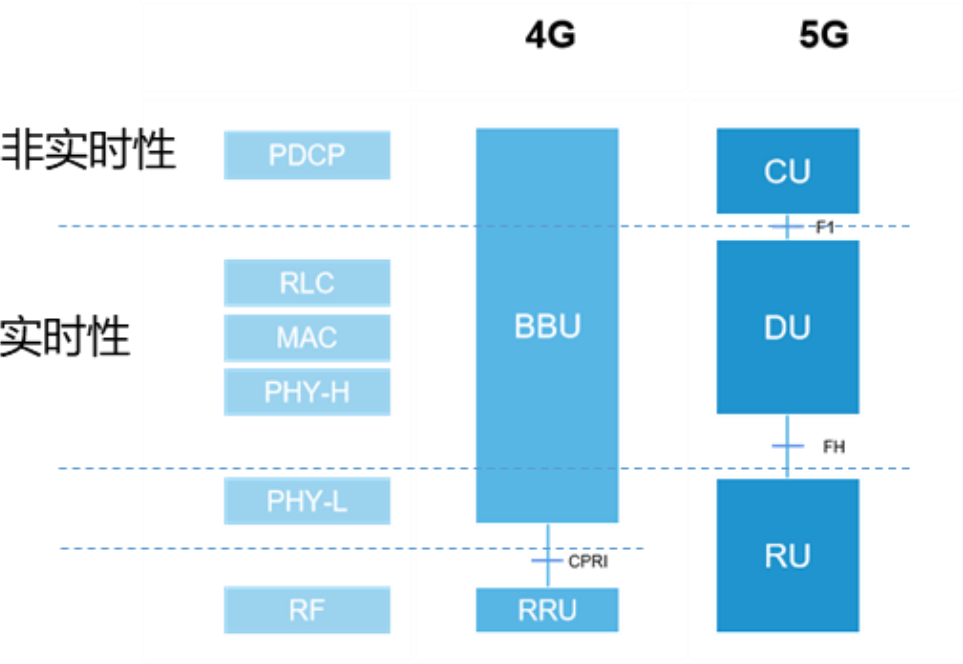 4G
5G
非实时性
PDCP
CU
F1
RLC
实时性
MAC
BBU
DU
PHY-H
FH
PHY-L
CPRI
RU
RF
RRU